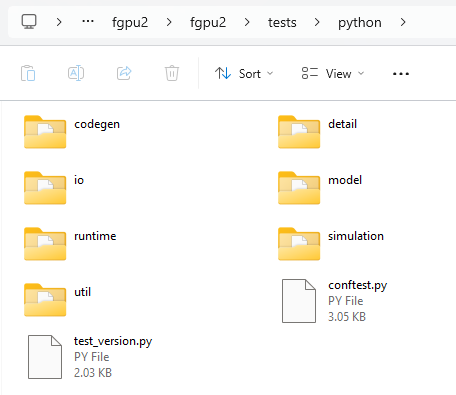 fgpu2 > fgpu2 > tests > python >
Sort View
codegen
detail
io
model
runtime
simulation
util
conftest.py
PY File
3.05 KB
test_version.py
PY File
2.03 KB